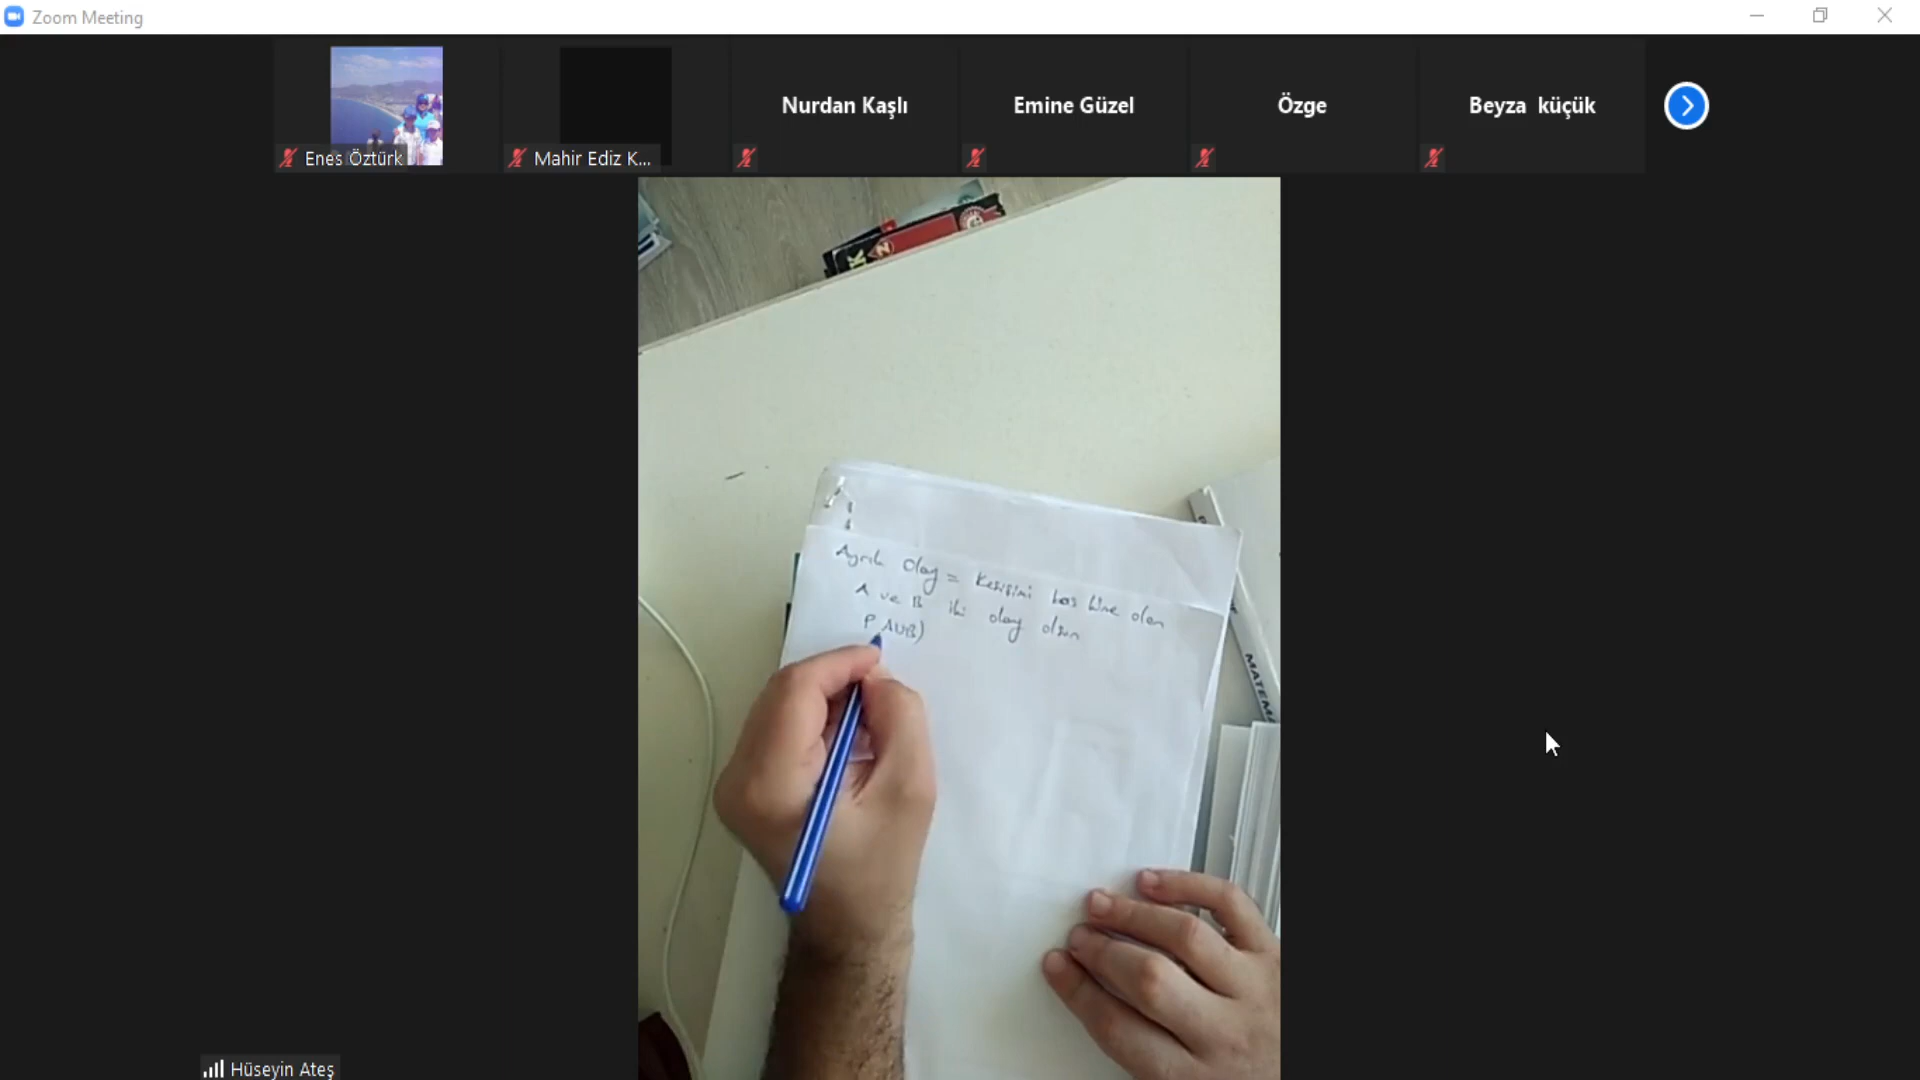 Zoom Meeting
Nurdan Kaşlı
Emine Güzel
Özge
Beyza küçük
Enes Öztürk
Mahir Ediz K...
Ayrık Olay = Kesişimi boş küme olan
A ve B iki olay olsun
P AUB)
MATEMA
Hüseyin Ateş